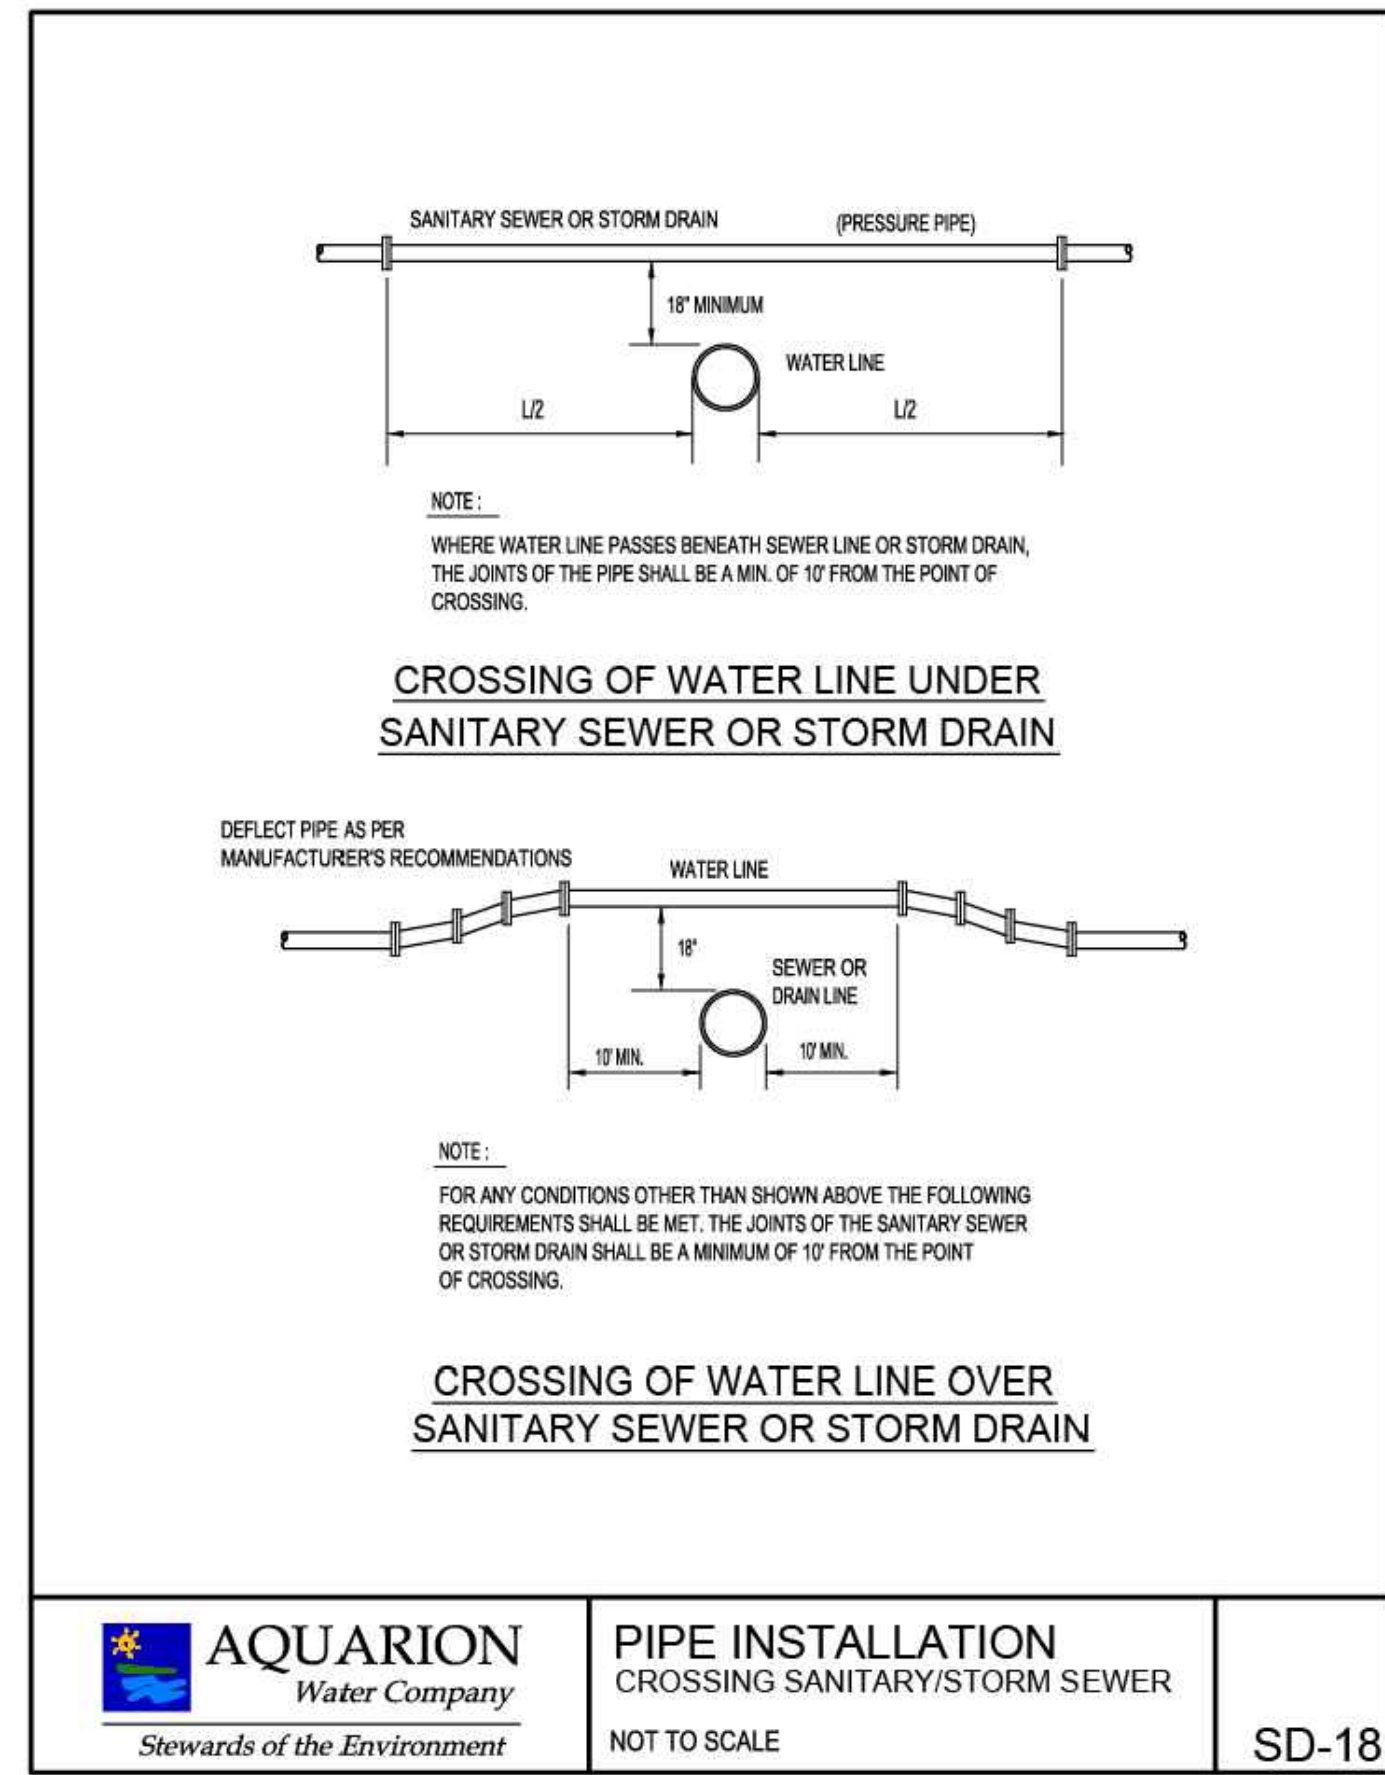 SANITARY SEWER OR STORM DRAIN (PRESSURE PIPE)
18" MINIMUM
WATER LINE
L/2 L/2
NOTE :
WHERE WATER LINE PASSES BENEATH SEWER LINE OR STORM DRAIN,
THE JOINTS OF THE PIPE SHALL BE A MIN. OF 10' FROM THE POINT OF
CROSSING.
CROSSING OF WATER LINE UNDER
SANITARY SEWER OR STORM DRAIN
DEFLECT PIPE AS PER
MANUFACTURER'S RECOMMENDATIONS
WATER LINE
18"
SEWER OR
DRAIN LINE
10' MIN. 10' MIN.
NOTE :
FOR ANY CONDITIONS OTHER THAN SHOWN ABOVE THE FOLLOWING
REQUIREMENTS SHALL BE MET. THE JOINTS OF THE SANITARY SEWER
OR STORM DRAIN SHALL BE A MINIMUM OF 10' FROM THE POINT
OF CROSSING.
CROSSING OF WATER LINE OVER
SANITARY SEWER OR STORM DRAIN
AQUARION
Water Company
Stewards of the Environment
PIPE INSTALLATION
CROSSING SANITARY/STORM SEWER
NOT TO SCALE
SD-18